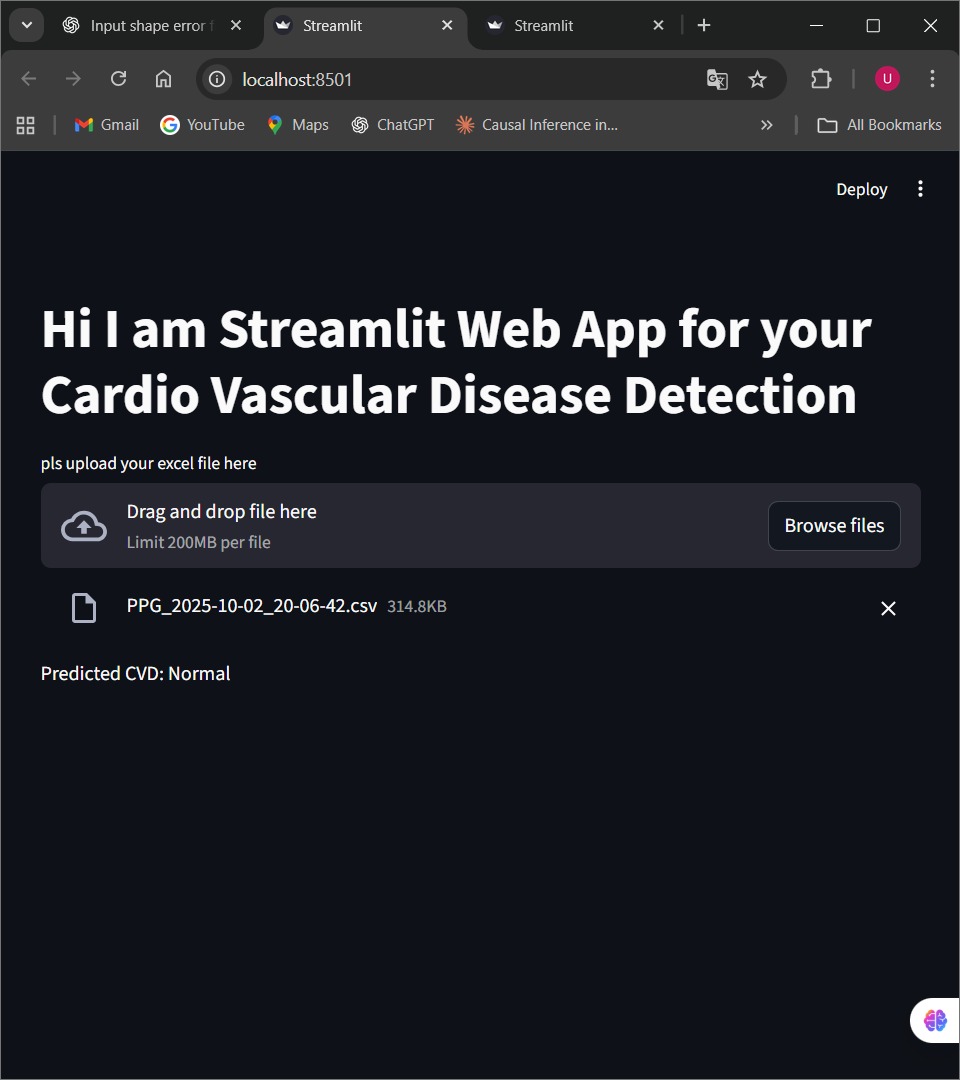 Input shape error f
Streamlit
Streamlit
localhost:8501
U
Gmail
YouTube
Maps
ChatGPT
Causal Inference in...
All Bookmarks
Deploy
Hi I am Streamlit Web App for your
Cardio Vascular Disease Detection
pls upload your excel file here
Drag and drop file here
Limit 200MB per file
Browse files
PPG_2025-10-02_20-06-42.csv 314.8KB
Predicted CVD: Normal